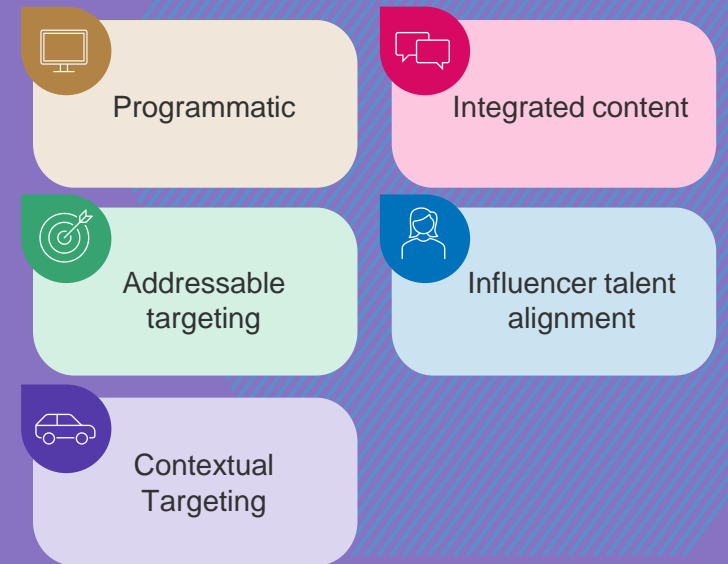 Programmatic
Integrated content
Addressable
targeting
Influencer talent
alignment
Contextual
Targeting